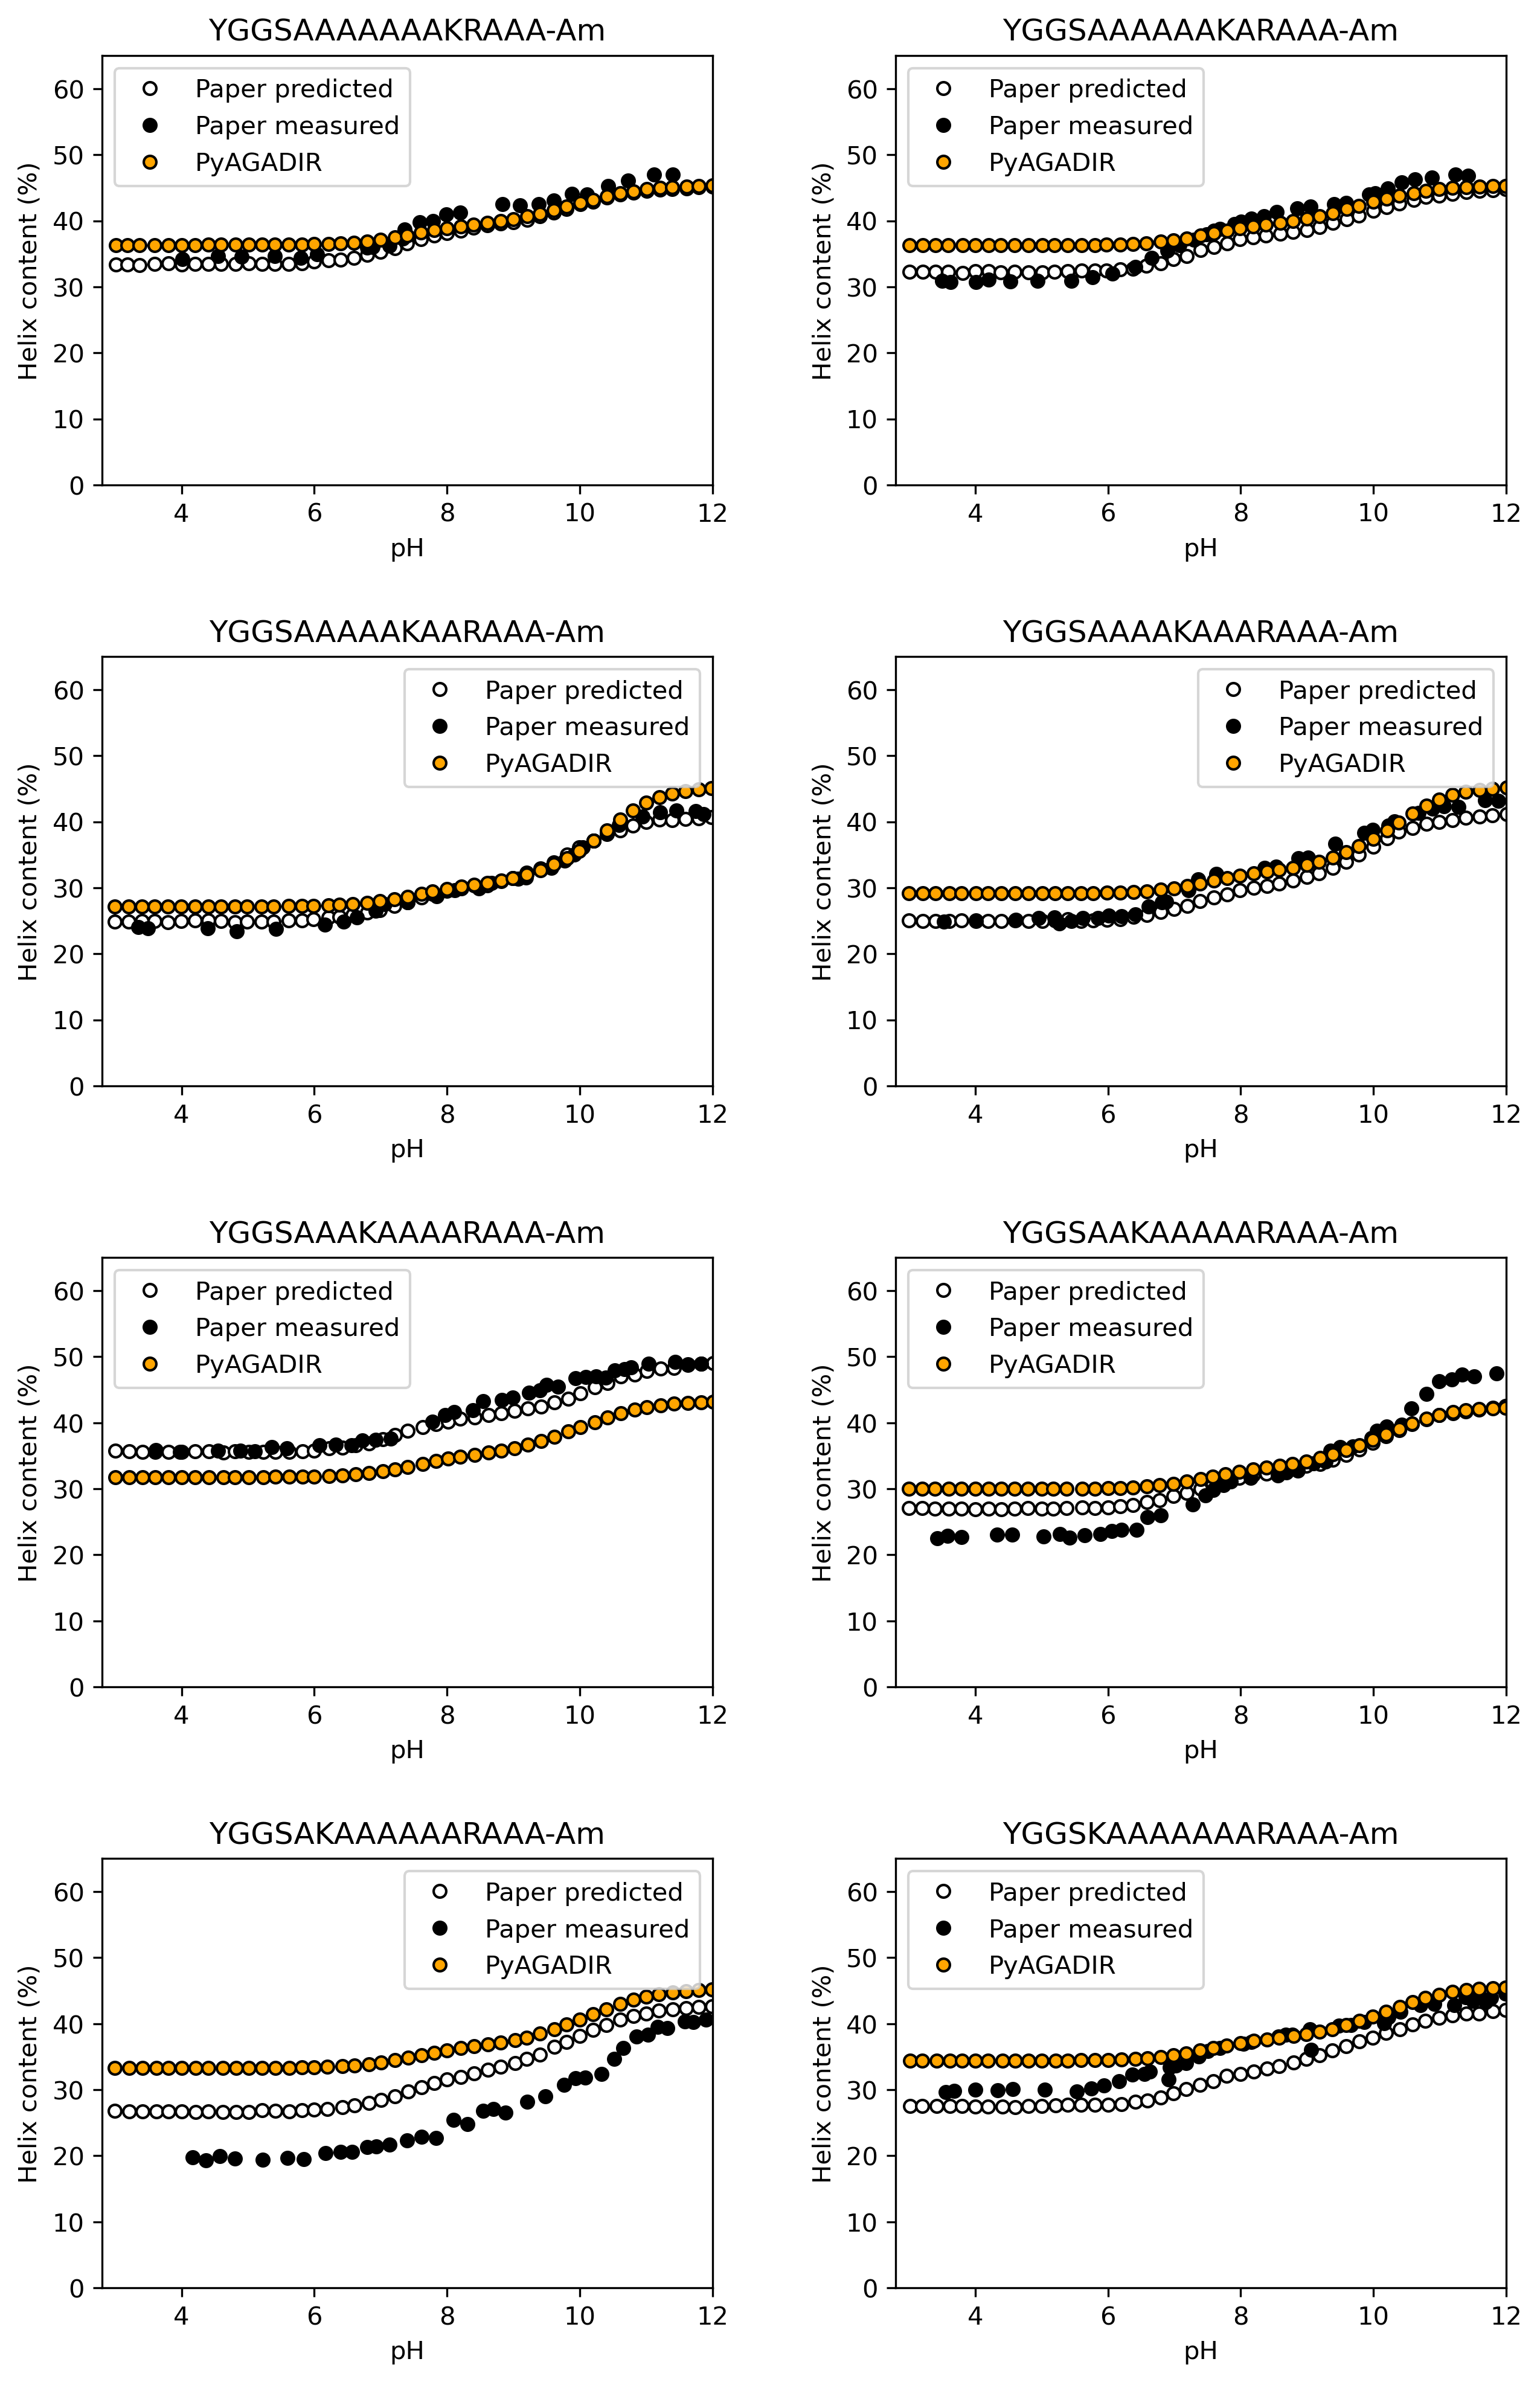 YGGSAAAAAAAKRAAA-Am
Paper predicted
Paper measured
PyAGADIR
Helix content (%)
60
50
40
30
20
10
0
4 6 8 10 12
pH
YGGSAAAAAAKARAAA-Am
Paper predicted
Paper measured
PyAGADIR
Helix content (%)
60
50
40
30
20
10
0
4 6 8 10 12
pH
YGGSAAAAAKAARAAA-Am
Paper predicted
Paper measured
PyAGADIR
Helix content (%)
60
50
40
30
20
10
0
4 6 8 10 12
pH
YGGSAAAAKAAARAAA-Am
Paper predicted
Paper measured
PyAGADIR
Helix content (%)
60
50
40
30
20
10
0
4 6 8 10 12
pH
YGGSAAAKAAAARAAA-Am
Paper predicted
Paper measured
PyAGADIR
Helix content (%)
60
50
40
30
20
10
0
4 6 8 10 12
pH
YGGSAAKAAAAARAAA-Am
Paper predicted
Paper measured
PyAGADIR
Helix content (%)
60
50
40
30
20
10
0
4 6 8 10 12
pH
YGGSAKAAAAAARAAA-Am
Paper predicted
Paper measured
PyAGADIR
Helix content (%)
60
50
40
30
20
10
0
4 6 8 10 12
pH
YGGSKAAAAAAARAAA-Am
Paper predicted
Paper measured
PyAGADIR
Helix content (%)
60
50
40
30
20
10
0
4 6 8 10 12
pH